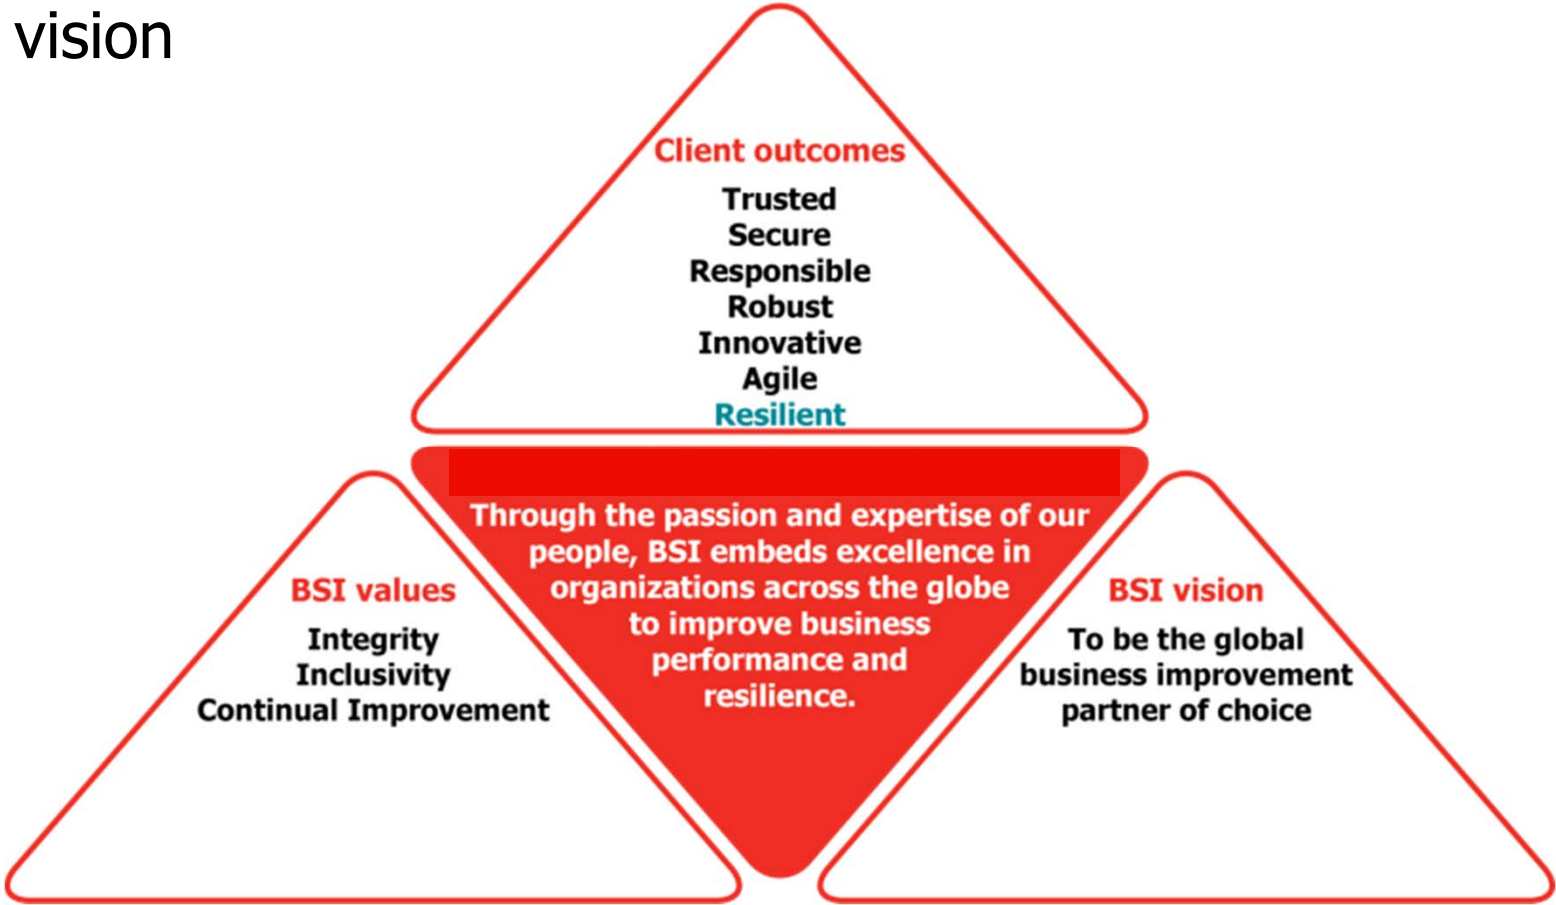 vision
Client outcomes
Trusted
Secure
Responsible
Robust
Innovative
Agile
Resilient
Through the passion and expertise of our
people, BSI embeds excellence in
organizations across the globe
to improve business
performance and
resilience.
BSI values
Integrity
Inclusivity
Continual Improvement
BSI vision
To be the global
business improvement
partner of choice